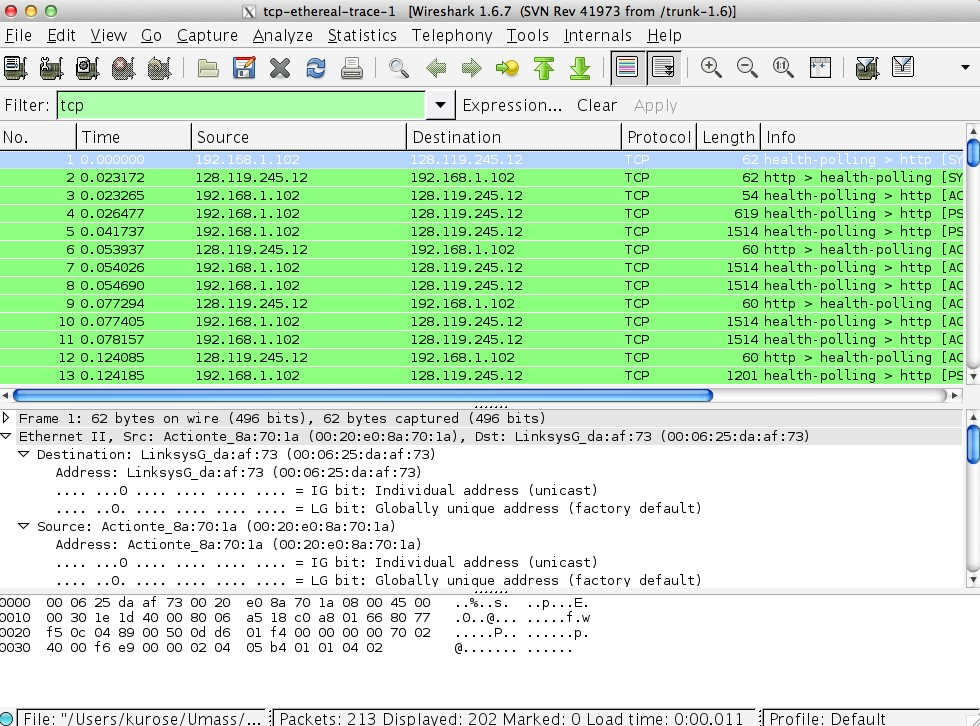 tcp-ethereal-trace-1   [Wireshark 1.6.7  (SVN Rev 41973 from /trunk-1.6)]
File Edit View Go Capture Analyze Statistics Telephony Tools Internals Help
Filter: tcp Expression... Clear Apply
No. Time Source Destination Protocol Length Info
1 0.000000 192.168.1.102 128.119.245.12 TCP 62 health-polling > http [SY
2 0.023172 128.119.245.12 192.168.1.102 TCP 62 http > health-polling [SY
3 0.023265 192.168.1.102 128.119.245.12 TCP 54 health-polling > http [AC
4 0.026477 192.168.1.102 128.119.245.12 TCP 619 health-polling > http [PS
5 0.041737 192.168.1.102 128.119.245.12 TCP 1514 health-polling > http [PS
6 0.053937 128.119.245.12 192.168.1.102 TCP 60 http > health-polling [AC
7 0.054026 192.168.1.102 128.119.245.12 TCP 1514 health-polling > http [AC
8 0.054690 192.168.1.102 128.119.245.12 TCP 1514 health-polling > http [AC
9 0.077294 128.119.245.12 192.168.1.102 TCP 60 http > health-polling [AC
10 0.077405 192.168.1.102 128.119.245.12 TCP 1514 health-polling > http [AC
11 0.078157 192.168.1.102 128.119.245.12 TCP 1514 health-polling > http [AC
12 0.124085 128.119.245.12 192.168.1.102 TCP 60 http > health-polling [AC
13 0.124185 192.168.1.102 128.119.245.12 TCP 1201 health-polling > http [PS
Frame 1: 62 bytes on wire (496 bits), 62 bytes captured (496 bits)
Ethernet II, Src: Actionte_8a:70:1a (00:20:e0:8a:70:1a), Dst: LinksysG_da:af:73 (00:06:25:da:af:73)
Destination: LinksysG_da:af:73 (00:06:25:da:af:73)
Address: LinksysG_da:af:73 (00:06:25:da:af:73)
.... ...0 .... .... .... .... = IG bit: Individual address (unicast)
.... ..0. .... .... .... .... = LG bit: Globally unique address (factory default)
Source: Actionte_8a:70:1a (00:20:e0:8a:70:1a)
Address: Actionte_8a:70:1a (00:20:e0:8a:70:1a)
.... ...0 .... .... .... .... = IG bit: Individual address (unicast)
.... ..0. .... .... .... .... = LG bit: Globally unique address (factory default)
0000  00 06 25 da af 73 00 20  e0 8a 70 1a 08 00 45 00   ..%..s.  ..p...E.
0010  00 30 1e 1d 40 00 80 06  a5 18 c0 a8 01 66 80 77   .0..@... .....f.w
0020  f5 0c 04 89 00 50 0d d6  01 f4 00 00 00 00 70 02   .....P.. ......p.
0030  40 00 f6 e9 00 00 02 04  05 b4 01 01 04 02         @....... ......
File: "/Users/kurose/Umass/... Packets: 213 Displayed: 202 Marked: 0 Load time: 0:00.011 Profile: Default